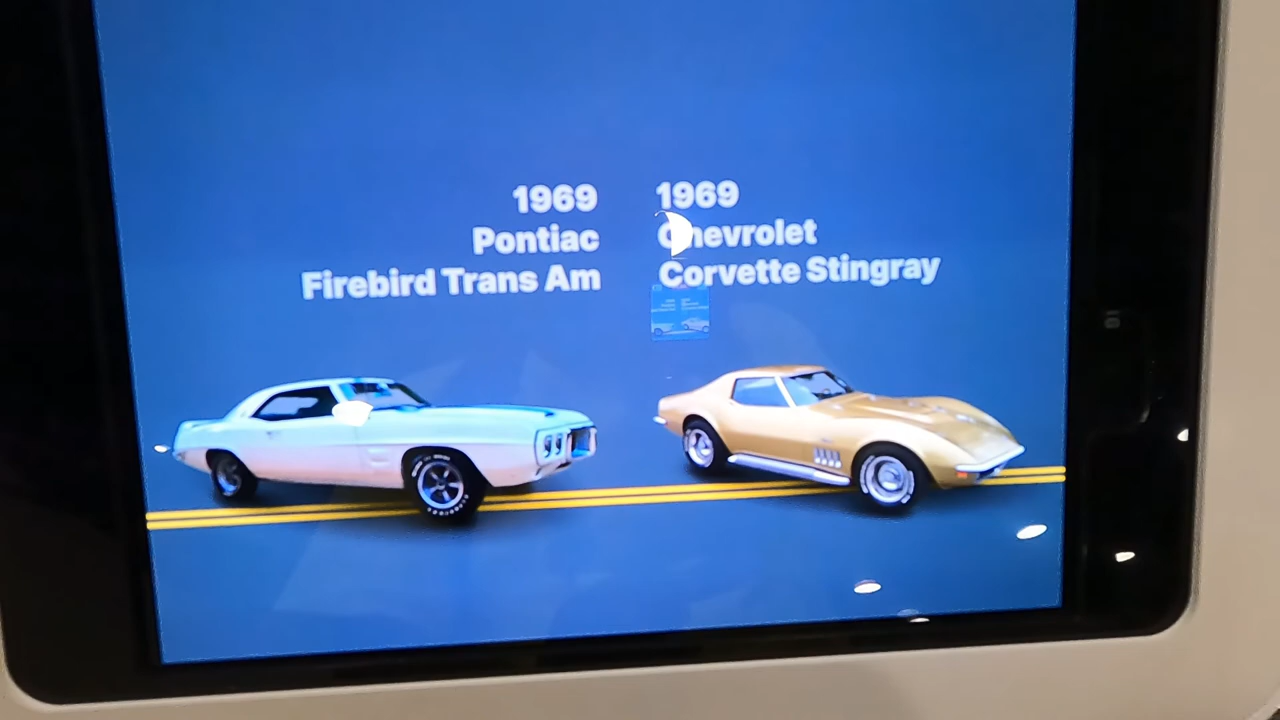 1969
Pontiac
Firebird Trans Am
1969
Chevrolet
Corvette Stingray